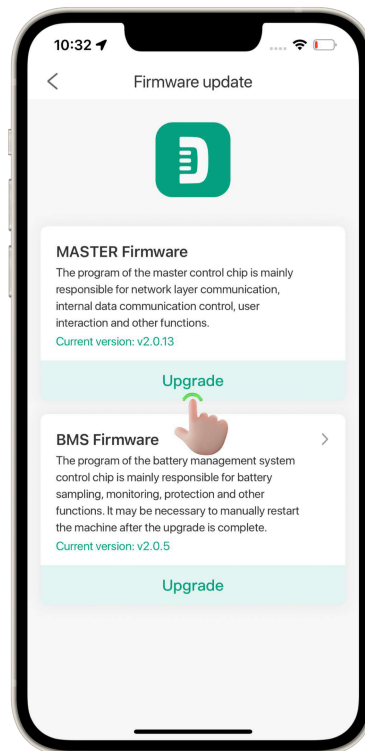 10:32
Firmware update
MASTER Firmware
The program of the master control chip is mainly
responsible for network layer communication,
internal data communication control, user
interaction and other functions.
Current version: v2.0.13
Upgrade
BMS Firmware
The program of the battery management system
control chip is mainly responsible for battery
sampling, monitoring, protection and other
functions. It may be necessary to manually restart
the machine after the upgrade is complete.
Current version: v2.0.5
Upgrade